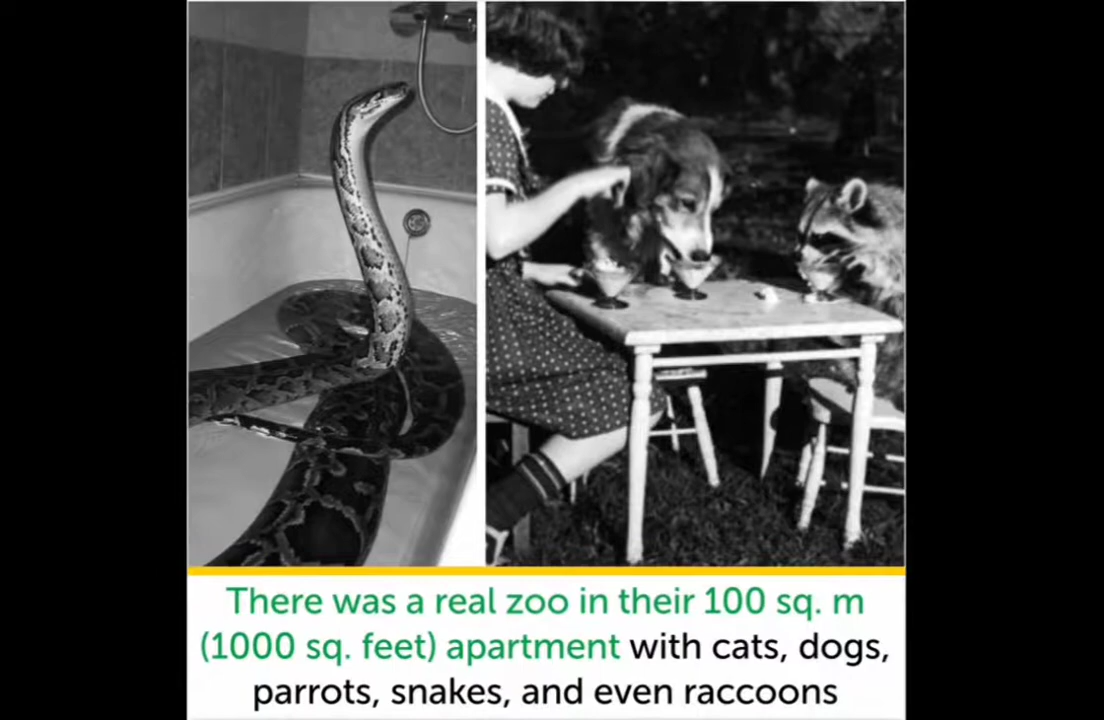 There was a real zoo in their 100 sq. m
(1000 sq. feet) apartment with cats, dogs,
parrots, snakes, and even raccoons